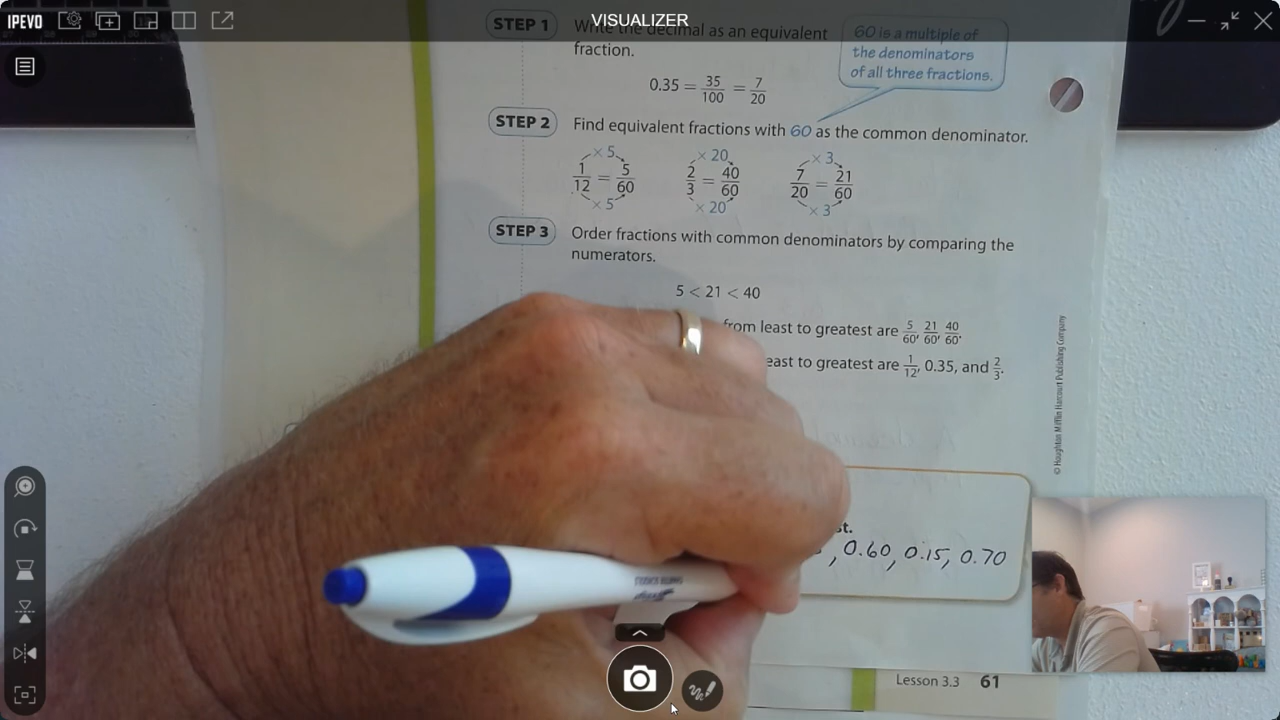 IPEVO
VISUALIZER
STEP 1 Write the decimal as an equivalent
fraction.
0.35 = 35/100 = 7/20
60 is a multiple of
the denominators
of all three fractions.
STEP 2 Find equivalent fractions with 60 as the common denominator.
× 5 × 20 × 3
1/12 = 5/60 2/3 = 40/60 7/20 = 21/60
× 5 × 20 × 3
STEP 3 Order fractions with common denominators by comparing the
numerators.
5 < 21 < 40
from least to greatest are 5/60, 21/60, 40/60.
east to greatest are 1/12, 0.35, and 2/3.
© Houghton Mifflin Harcourt Publishing Company
st.
, 0.60, 0.15, 0.70
Lesson 3.3 61